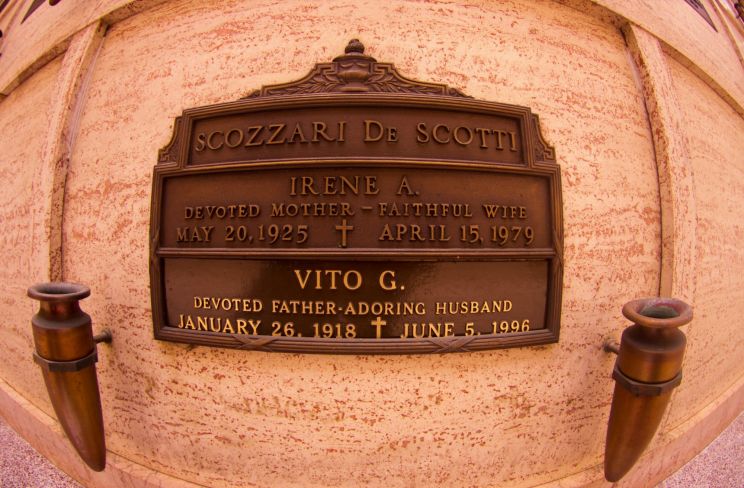 SCOZZARI DE SCOTTI
IRENE A.
DEVOTED MOTHER - FAITHFUL WIFE
MAY 20, 1925 APRIL 15, 1979
VITO G.
DEVOTED FATHER-ADORING HUSBAND
JANUARY 26, 1918 JUNE 5, 1996